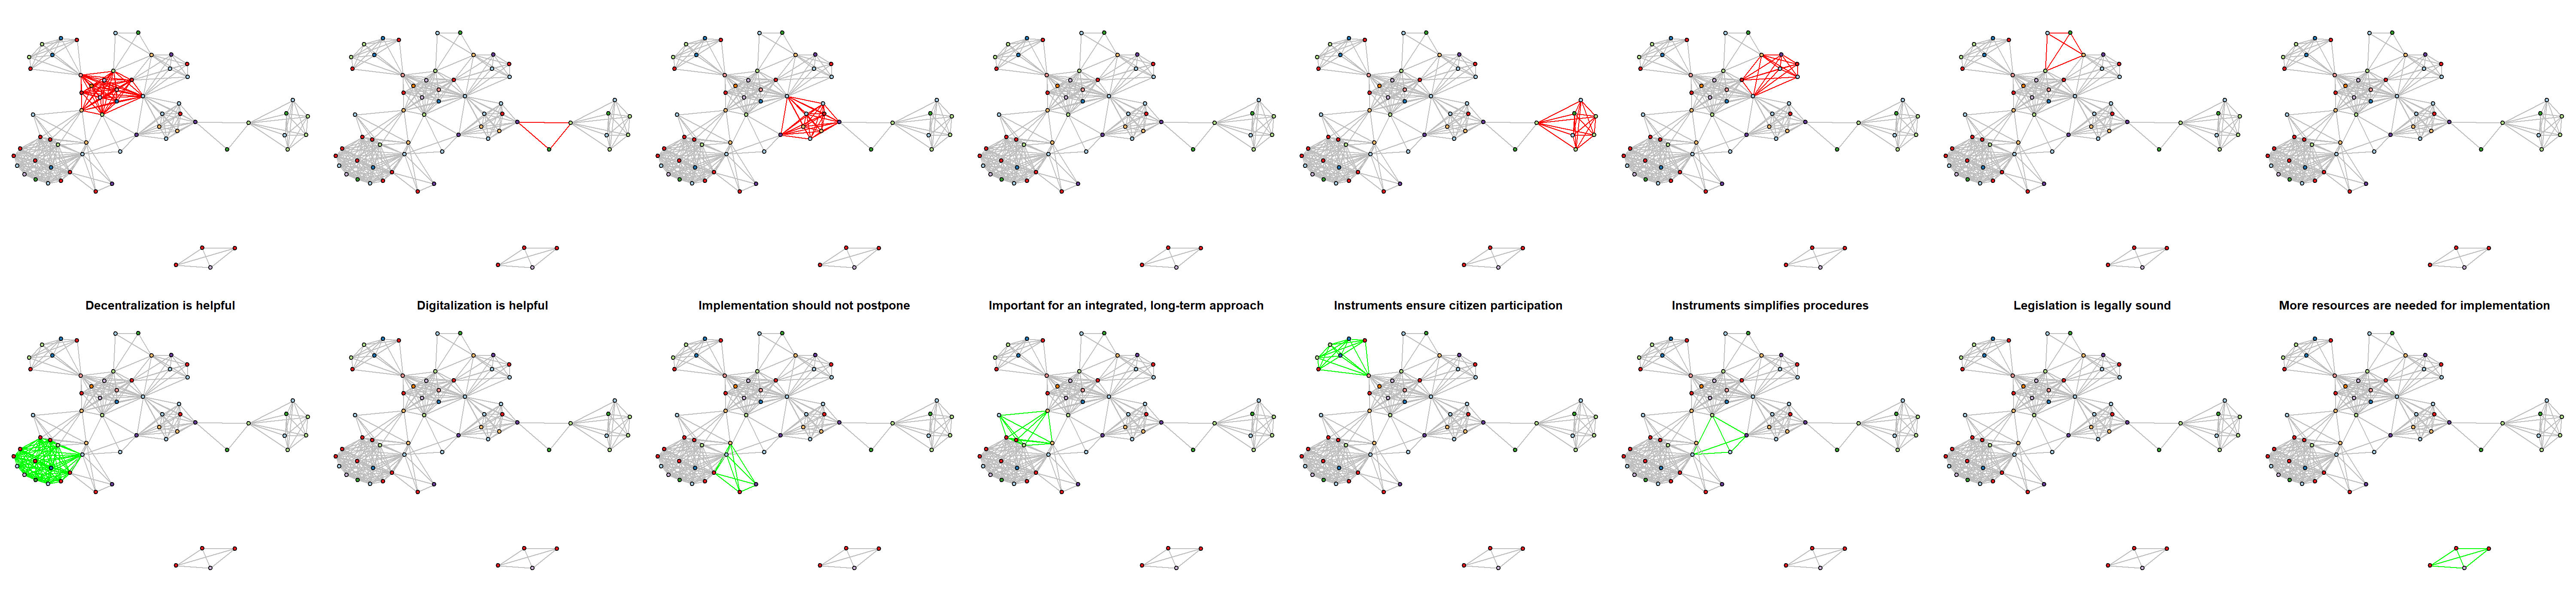 Decentralization is helpful
Digitalization is helpful
Implementation should not postpone
Important for an integrated, long-term approach
Instruments ensure citizen participation
Instruments simplifies procedures
Legislation is legally sound
More resources are needed for implementation